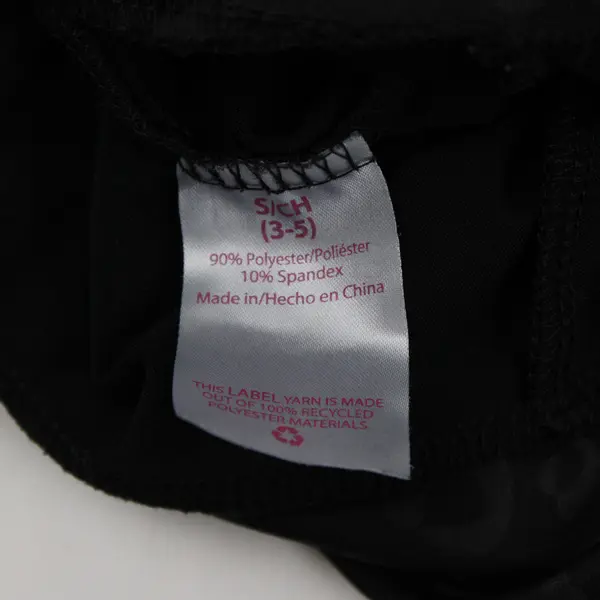 S/CH
(3-5)
90% Polyester/Poliéster
10% Spandex
Made in/Hecho en China
THIS LABEL YARN IS MADE
OUT OF 100% RECYCLED
POLYESTER MATERIALS.